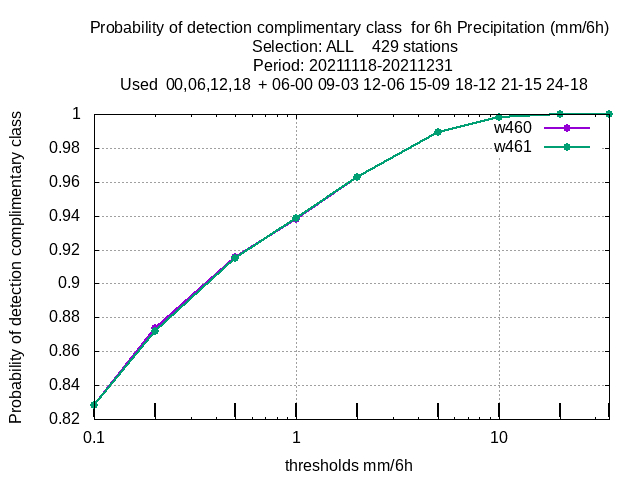 Probability of detection complimentary class  for 6h Precipitation (mm/6h)
Selection: ALL    429 stations
Period: 20211118-20211231
Used  00,06,12,18  + 06-00 09-03 12-06 15-09 18-12 21-15 24-18
Probability of detection complimentary class
1
0.98
0.96
0.94
0.92
0.9
0.88
0.86
0.84
0.82
w460
w461
0.1 1 10
thresholds mm/6h